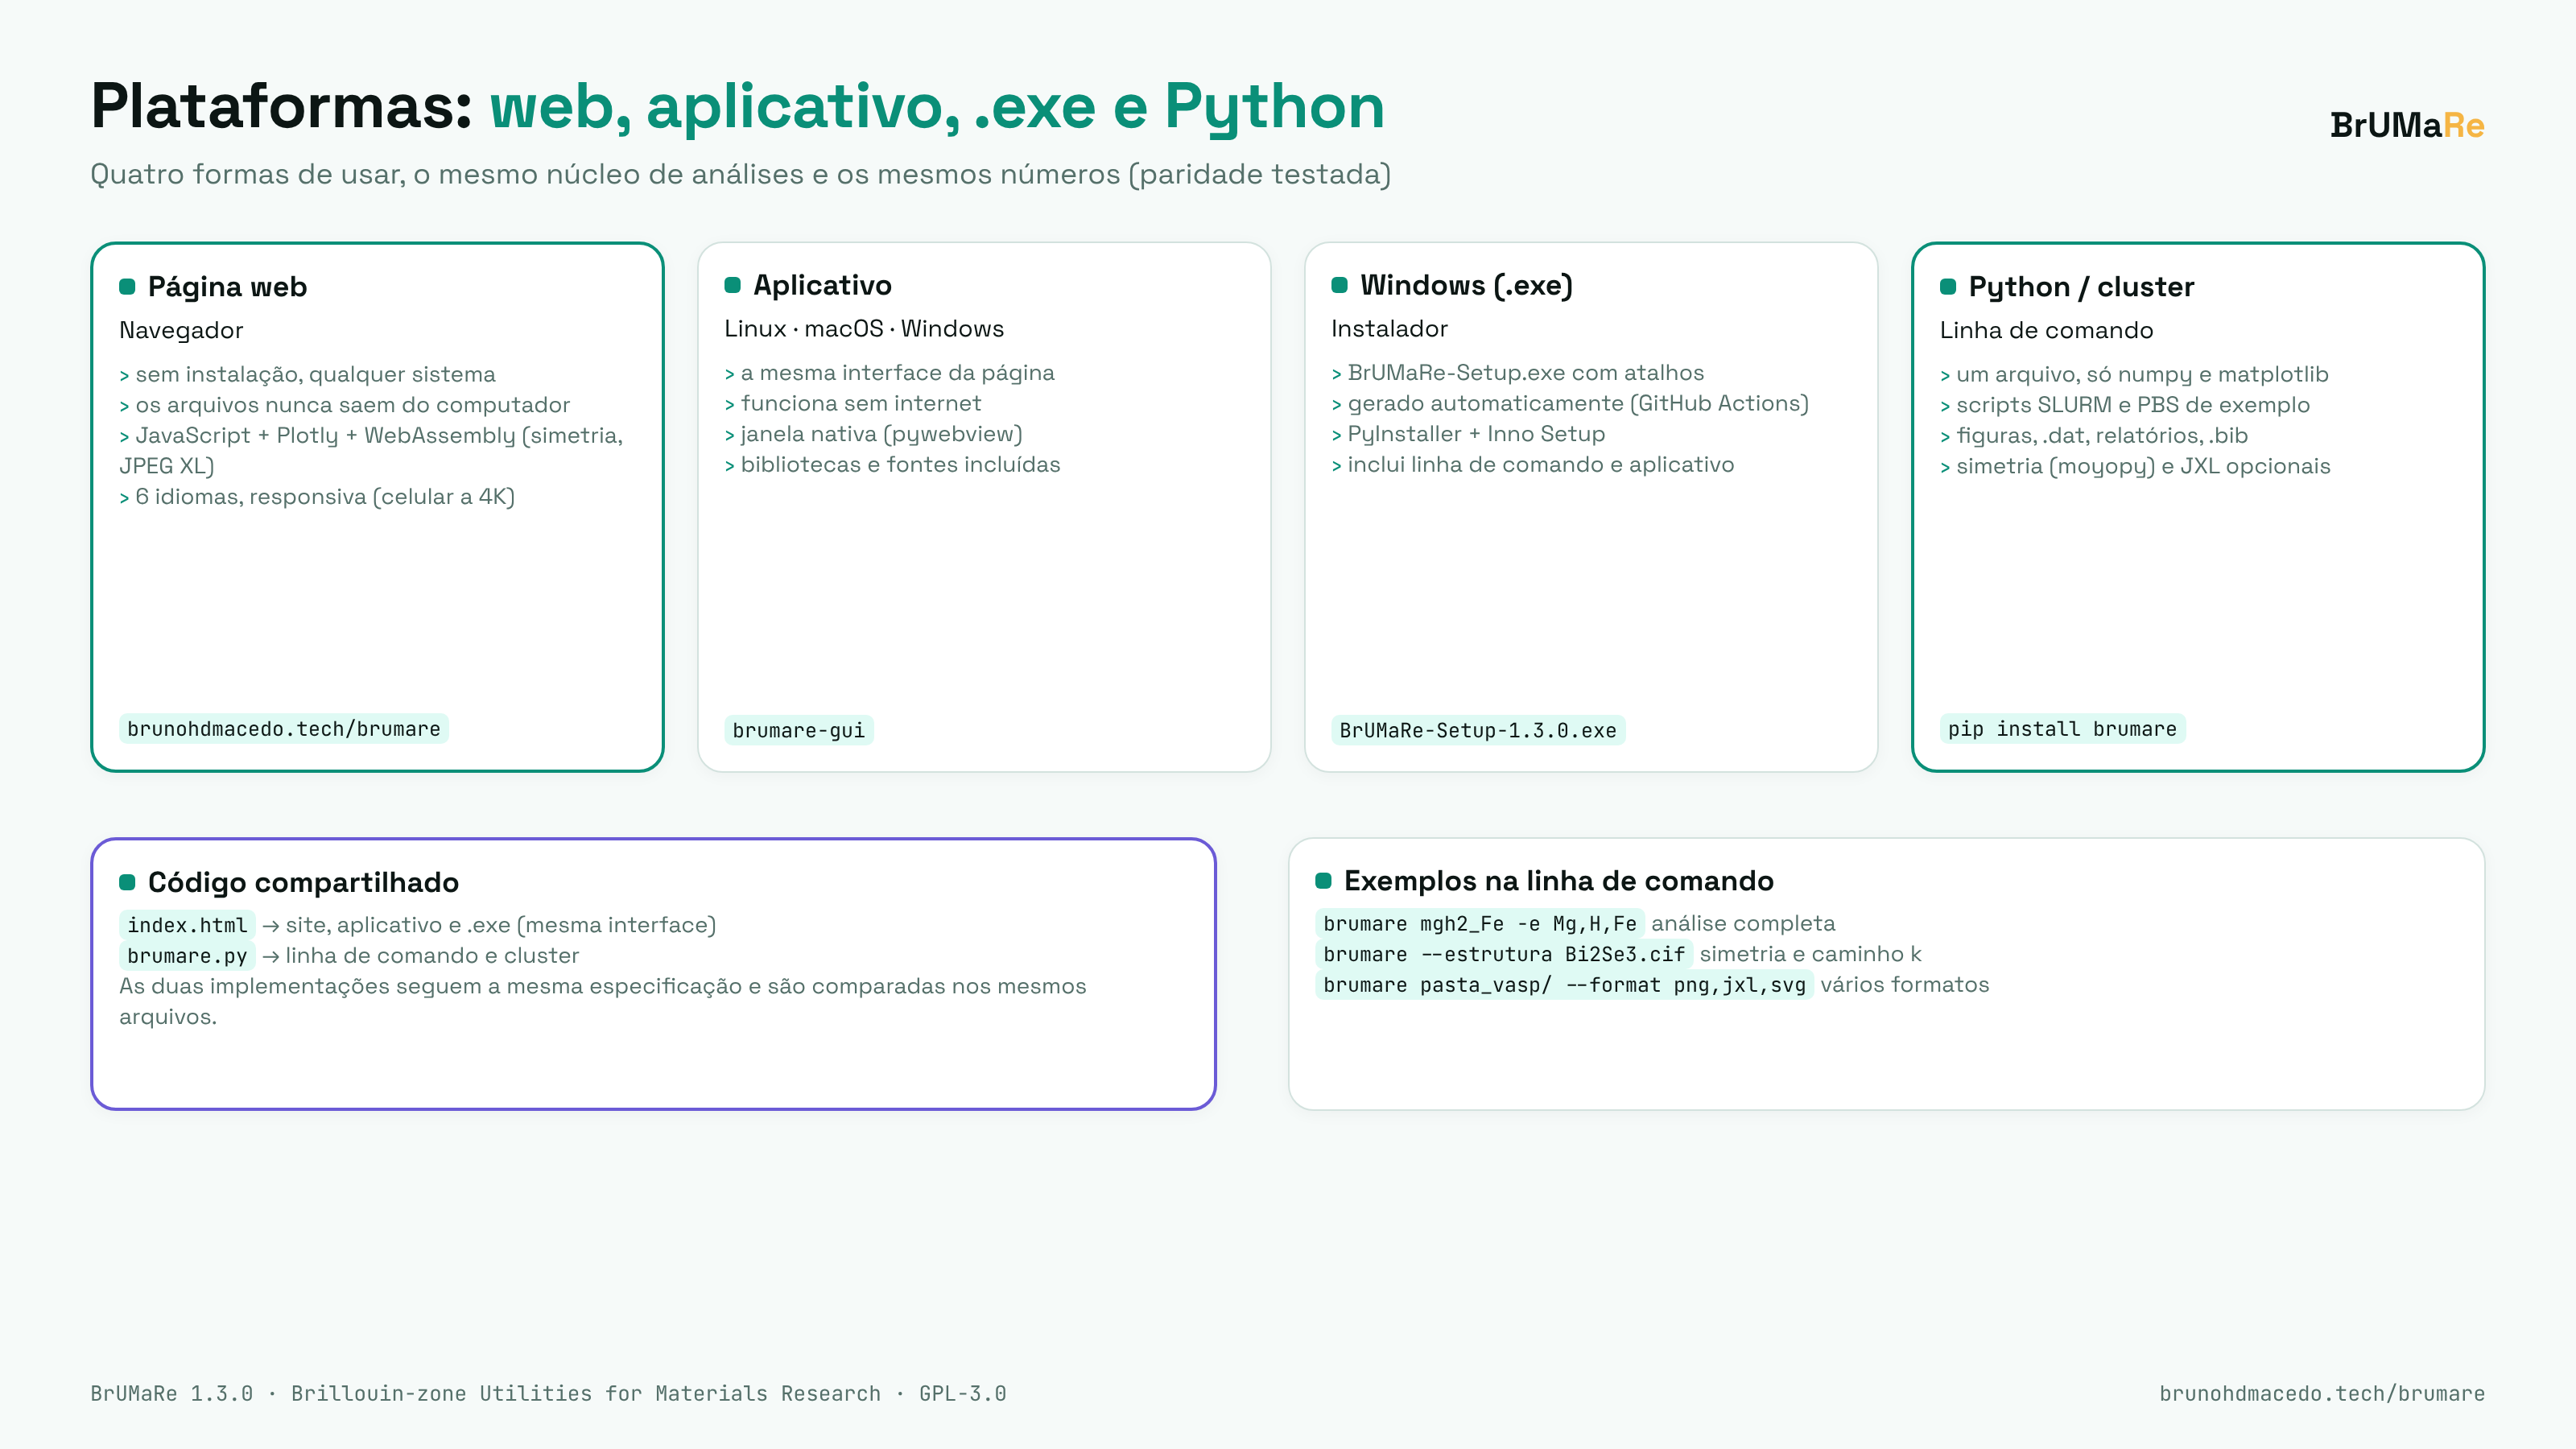 Plataformas: web, aplicativo, .exe e Python
BrUMaRe
Quatro formas de usar, o mesmo núcleo de análises e os mesmos números (paridade testada)
Página web
Navegador
> sem instalação, qualquer sistema
> os arquivos nunca saem do computador
> JavaScript + Plotly + WebAssembly (simetria,
JPEG XL)
> 6 idiomas, responsiva (celular a 4K)
brunohdmacedo.tech/brumare
Aplicativo
Linux · macOS · Windows
> a mesma interface da página
> funciona sem internet
> janela nativa (pywebview)
> bibliotecas e fontes incluídas
brumare-gui
Windows (.exe)
Instalador
> BrUMaRe-Setup.exe com atalhos
> gerado automaticamente (GitHub Actions)
> PyInstaller + Inno Setup
> inclui linha de comando e aplicativo
BrUMaRe-Setup-1.3.0.exe
Python / cluster
Linha de comando
> um arquivo, só numpy e matplotlib
> scripts SLURM e PBS de exemplo
> figuras, .dat, relatórios, .bib
> simetria (moyopy) e JXL opcionais
pip install brumare
Código compartilhado
index.html → site, aplicativo e .exe (mesma interface)
brumare.py → linha de comando e cluster
As duas implementações seguem a mesma especificação e são comparadas nos mesmos
arquivos.
Exemplos na linha de comando
brumare mgh2_Fe -e Mg,H,Fe análise completa
brumare --estrutura Bi2Se3.cif simetria e caminho k
brumare pasta_vasp/ --format png,jxl,svg vários formatos
BrUMaRe 1.3.0 · Brillouin-zone Utilities for Materials Research · GPL-3.0
brunohdmacedo.tech/brumare